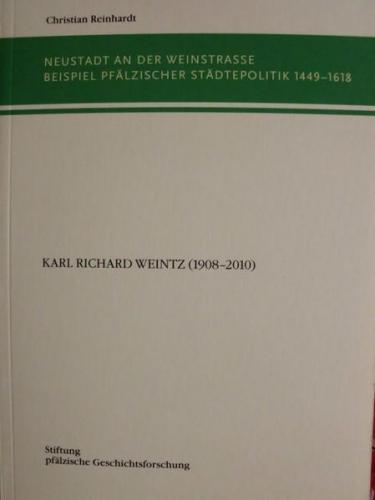 Christian Reinhardt
NEUSTADT AN DER WEINSTRASSE
BEISPIEL PFÄLZISCHER STÄDTEPOLITIK 1449–1618
KARL RICHARD WEINTZ (1908–2010)
Stiftung
pfälzische Geschichtsforschung